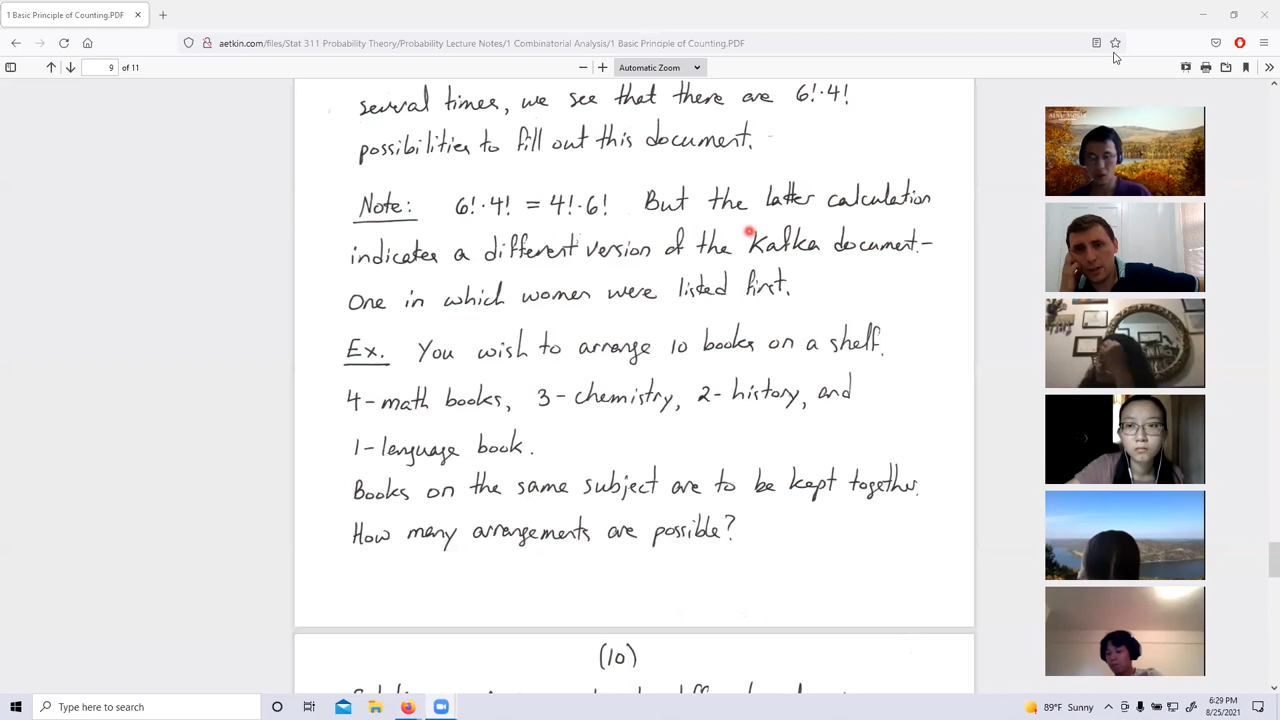 1 Basic Principle of Counting.PDF
aetkin.com/files/Stat 311 Probability Theory/Probability Lecture Notes/1 Combinatorial Analysis/1 Basic Principle of Counting.PDF
9 of 11
Automatic Zoom
several times, we see that there are 6!·4!
possibilities to fill out this document.
Note: 6!·4! = 4!·6! But the latter calculation
indicates a different version of the Kafka document-
One in which women were listed first.
Ex. You wish to arrange 10 books on a shelf.
4-math books, 3-chemistry, 2-history, and
1-language book.
Books on the same subject are to be kept together.
How many arrangements are possible?
(10)
Type here to search
89°F Sunny
6:29 PM
8/25/2021